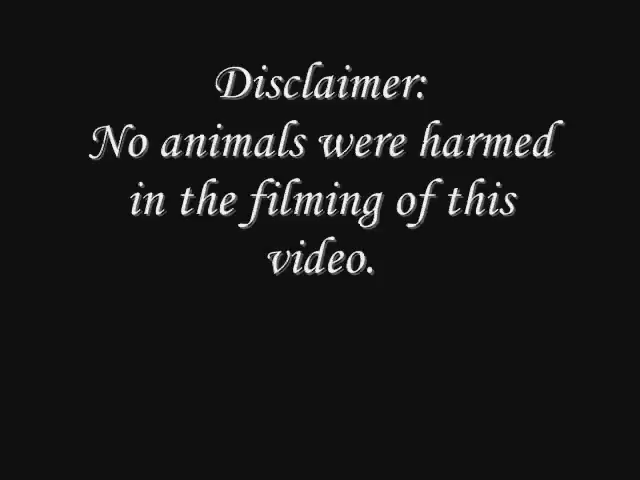 Disclaimer:
No animals were harmed
in the filming of this
video.